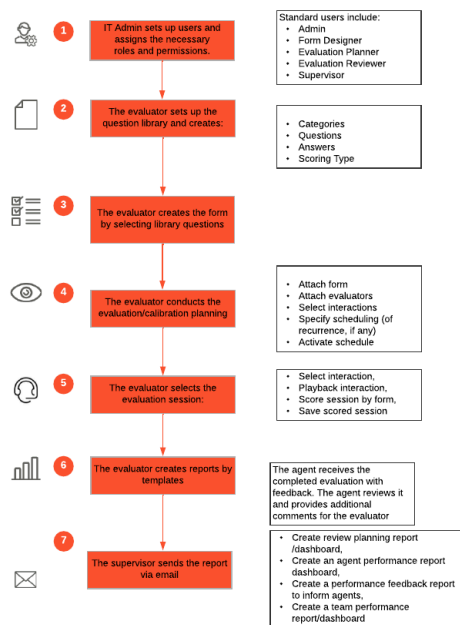 1
IT Admin sets up users and
assigns the necessary
roles and permissions.
Standard users include:
• Admin
• Form Designer
• Evaluation Planner
• Evaluation Reviewer
• Supervisor
2
The evaluator sets up the
question library and creates:
• Categories
• Questions
• Answers
• Scoring Type
3
The evaluator creates the form
by selecting library questions
4
The evaluator conducts the
evaluation/calibration planning
• Attach form
• Attach evaluators
• Select interactions
• Specify scheduling (of
recurrence, if any)
• Activate schedule
5
The evaluator selects the
evaluation session:
• Select interaction,
• Playback interaction,
• Score session by form,
• Save scored session
6
The evaluator creates reports by
templates
The agent receives the
completed evaluation with
feedback. The agent reviews it
and provides additional
comments for the evaluator
7
The supervisor sends the report
via email
• Create review planning report
/dashboard,
• Create an agent performance report
dashboard,
• Create a performance feedback report
to inform agents,
• Create a team performance
report/dashboard